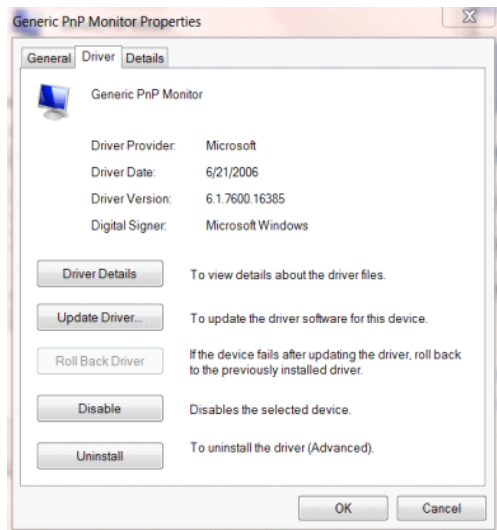 Generic PnP Monitor Properties
General Driver Details
Generic PnP Monitor
Driver Provider: Microsoft
Driver Date: 6/21/2006
Driver Version: 6.1.7600.16385
Digital Signer: Microsoft Windows
Driver Details To view details about the driver files.
Update Driver... To update the driver software for this device.
Roll Back Driver If the device fails after updating the driver, roll back
to the previously installed driver.
Disable Disables the selected device.
Uninstall To uninstall the driver (Advanced).
OK Cancel